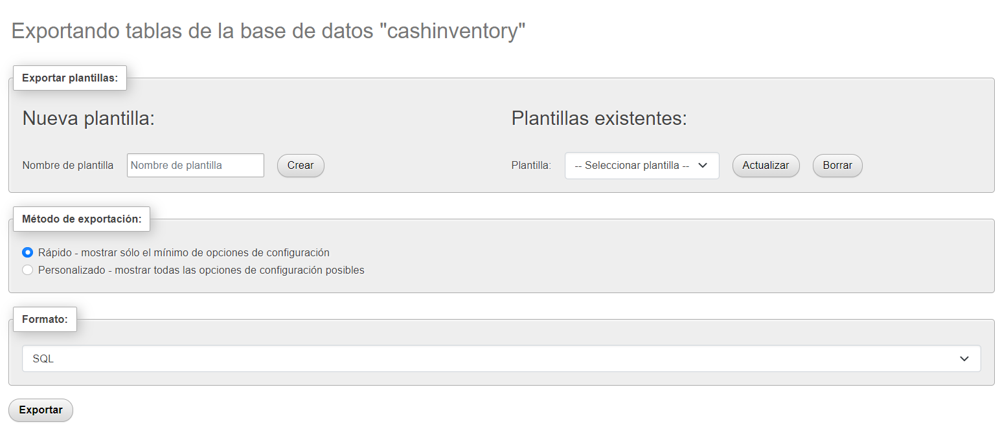 Exportando tablas de la base de datos "cashinventory"
Exportar plantillas:
Nueva plantilla:
Nombre de plantilla Nombre de plantilla Crear
Plantillas existentes:
Plantilla: -- Seleccionar plantilla -- Actualizar Borrar
Método de exportación:
Rápido - mostrar sólo el mínimo de opciones de configuración
Personalizado - mostrar todas las opciones de configuración posibles
Formato:
SQL
Exportar